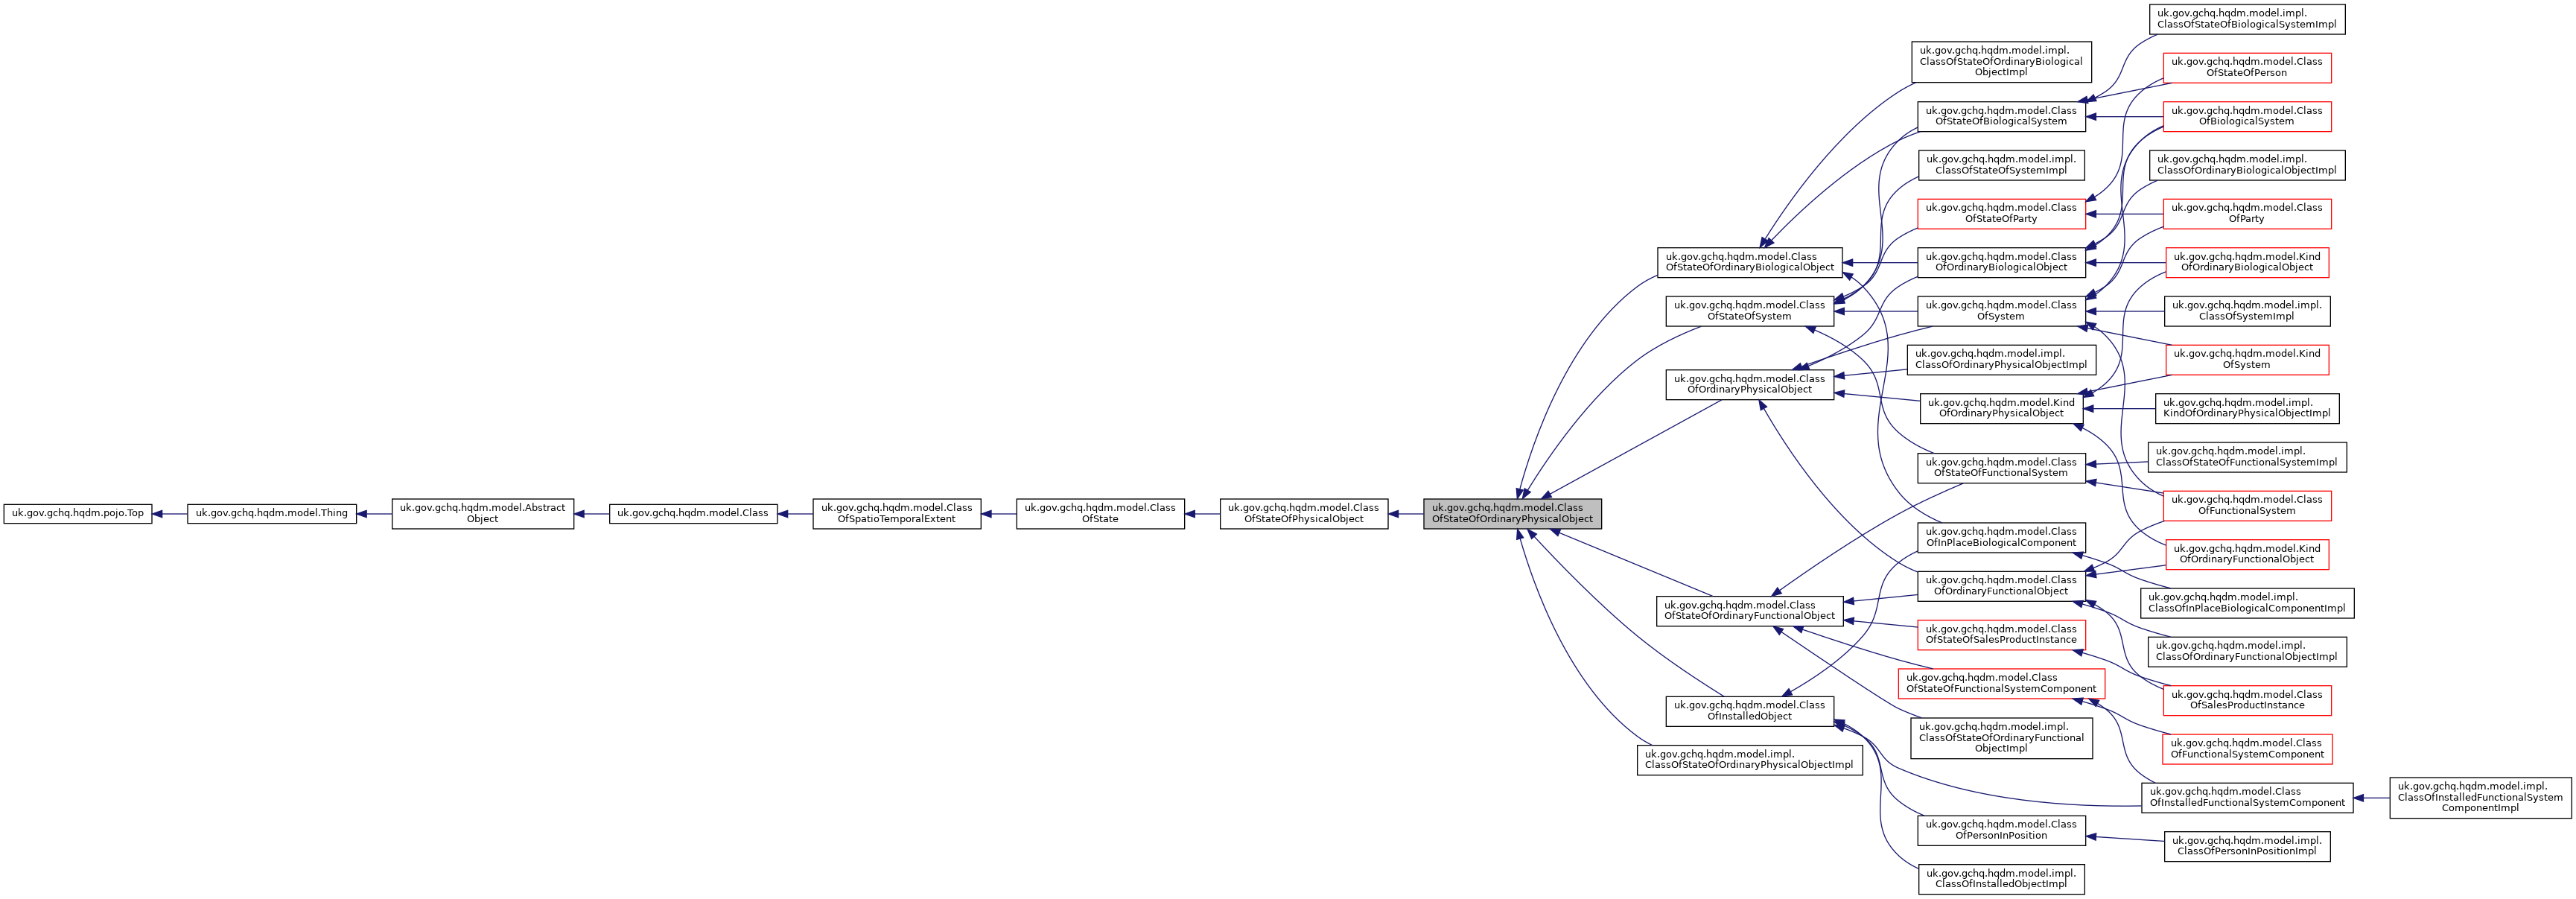 uk.gov.gchq.hqdm.pojo.Top
uk.gov.gchq.hqdm.model.Thing
uk.gov.gchq.hqdm.model.Abstract
Object
uk.gov.gchq.hqdm.model.Class
uk.gov.gchq.hqdm.model.Class
OfSpatioTemporalExtent
uk.gov.gchq.hqdm.model.Class
OfState
uk.gov.gchq.hqdm.model.Class
OfStateOfPhysicalObject
uk.gov.gchq.hqdm.model.Class
OfStateOfOrdinaryPhysicalObject
uk.gov.gchq.hqdm.model.Class
OfStateOfOrdinaryBiologicalObject
uk.gov.gchq.hqdm.model.Class
OfStateOfSystem
uk.gov.gchq.hqdm.model.Class
OfOrdinaryPhysicalObject
uk.gov.gchq.hqdm.model.Class
OfStateOfOrdinaryFunctionalObject
uk.gov.gchq.hqdm.model.Class
OfInstalledObject
uk.gov.gchq.hqdm.model.impl.
ClassOfStateOfOrdinaryPhysicalObjectImpl
uk.gov.gchq.hqdm.model.impl.
ClassOfStateOfOrdinaryBiological
ObjectImpl
uk.gov.gchq.hqdm.model.Class
OfStateOfBiologicalSystem
uk.gov.gchq.hqdm.model.impl.
ClassOfStateOfSystemImpl
uk.gov.gchq.hqdm.model.Class
OfStateOfParty
uk.gov.gchq.hqdm.model.Class
OfOrdinaryBiologicalObject
uk.gov.gchq.hqdm.model.Class
OfSystem
uk.gov.gchq.hqdm.model.impl.
ClassOfOrdinaryPhysicalObjectImpl
uk.gov.gchq.hqdm.model.Kind
OfOrdinaryPhysicalObject
uk.gov.gchq.hqdm.model.Class
OfStateOfFunctionalSystem
uk.gov.gchq.hqdm.model.Class
OfInPlaceBiologicalComponent
uk.gov.gchq.hqdm.model.Class
OfOrdinaryFunctionalObject
uk.gov.gchq.hqdm.model.Class
OfStateOfSalesProductInstance
uk.gov.gchq.hqdm.model.Class
OfStateOfFunctionalSystemComponent
uk.gov.gchq.hqdm.model.impl.
ClassOfStateOfOrdinaryFunctional
ObjectImpl
uk.gov.gchq.hqdm.model.Class
OfPersonInPosition
uk.gov.gchq.hqdm.model.impl.
ClassOfInstalledObjectImpl
uk.gov.gchq.hqdm.model.impl.
ClassOfStateOfBiologicalSystemImpl
uk.gov.gchq.hqdm.model.Class
OfStateOfPerson
uk.gov.gchq.hqdm.model.Class
OfBiologicalSystem
uk.gov.gchq.hqdm.model.impl.
ClassOfOrdinaryBiologicalObjectImpl
uk.gov.gchq.hqdm.model.Class
OfParty
uk.gov.gchq.hqdm.model.Kind
OfOrdinaryBiologicalObject
uk.gov.gchq.hqdm.model.impl.
ClassOfSystemImpl
uk.gov.gchq.hqdm.model.Kind
OfSystem
uk.gov.gchq.hqdm.model.impl.
KindOfOrdinaryPhysicalObjectImpl
uk.gov.gchq.hqdm.model.impl.
ClassOfStateOfFunctionalSystemImpl
uk.gov.gchq.hqdm.model.Class
OfFunctionalSystem
uk.gov.gchq.hqdm.model.Kind
OfOrdinaryFunctionalObject
uk.gov.gchq.hqdm.model.impl.
ClassOfInPlaceBiologicalComponentImpl
uk.gov.gchq.hqdm.model.impl.
ClassOfOrdinaryFunctionalObjectImpl
uk.gov.gchq.hqdm.model.Class
OfSalesProductInstance
uk.gov.gchq.hqdm.model.Class
OfFunctionalSystemComponent
uk.gov.gchq.hqdm.model.Class
OfInstalledFunctionalSystemComponent
uk.gov.gchq.hqdm.model.impl.
ClassOfPersonInPositionImpl
uk.gov.gchq.hqdm.model.impl.
ClassOfInstalledFunctionalSystem
ComponentImpl